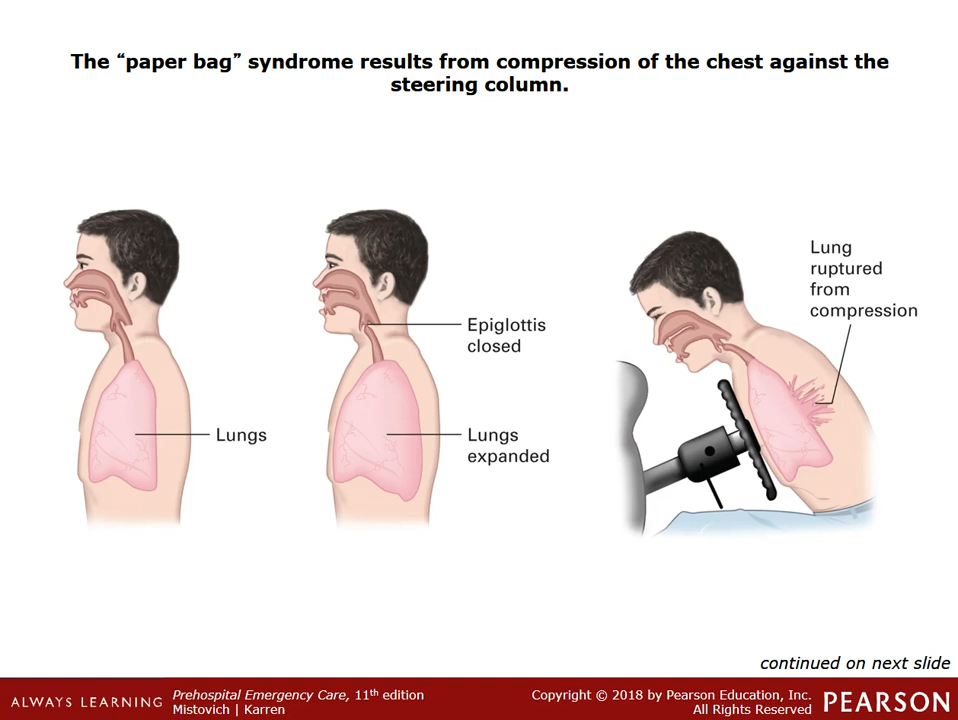 The “paper bag” syndrome results from compression of the chest against the
steering column.
Lungs
Epiglottis
closed
Lungs
expanded
Lung
ruptured
from
compression
continued on next slide
ALWAYS LEARNING
Prehospital Emergency Care, 11th edition
Mistovich | Karren
Copyright © 2018 by Pearson Education, Inc.
All Rights Reserved
PEARSON